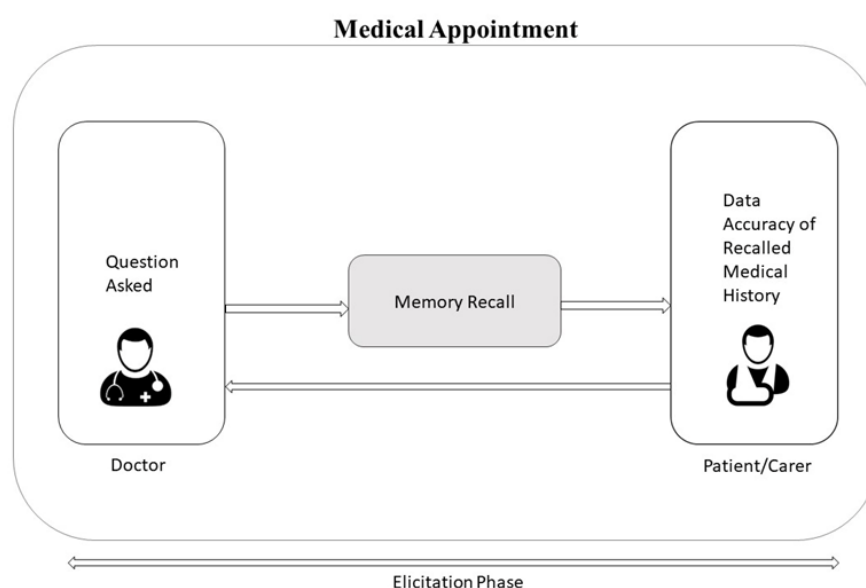 Medical Appointment
Question
Asked
Doctor
Memory Recall
Data
Accuracy of
Recalled
Medical
History
Patient/Carer
Elicitation Phase